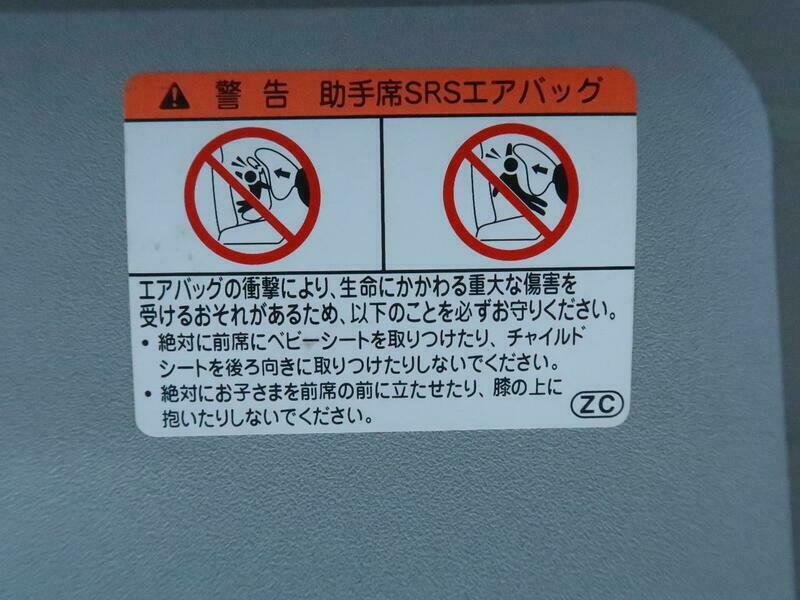 警告 助手席SRSエアバッグ
エアバッグの衝撃により、生命にかかわる重大な傷害を
受けるおそれがあるため、以下のことを必ずお守りください。
・絶対に前席にベビーシートを取りつけたり、チャイルド
シートを後ろ向きに取りつけたりしないでください。
・絶対にお子さまを前席の前に立たせたり、膝の上に
抱いたりしないでください。
ZC